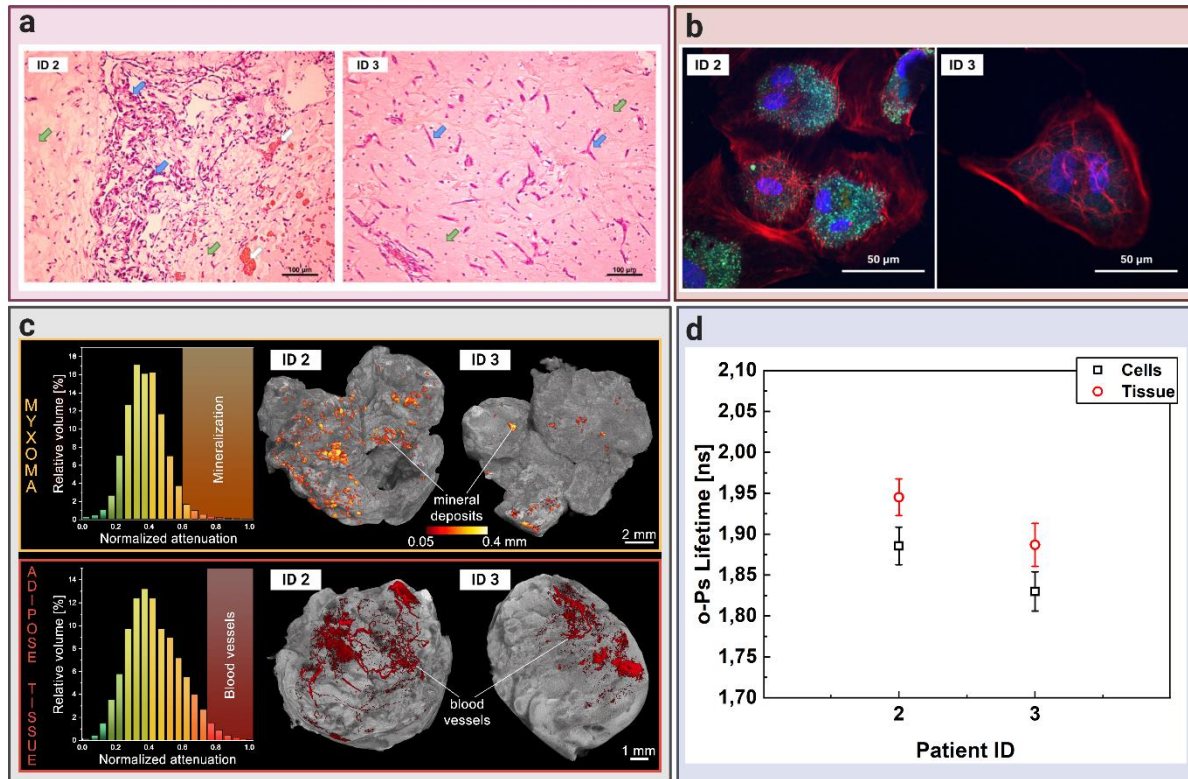 a
ID 2
ID 3
100 µm
100 µm
b
ID 2
ID 3
50 µm
50 µm
c
MYXOMA
Relative volume [%]
18
16
14
12
10
8
6
4
2
0
0.0 0.2 0.4 0.6 0.8 1.0
Normalized attenuation
Mineralization
ID 2
ID 3
mineral
deposits
0.05 0.4 mm
2 mm
ADIPOSE TISSUE
Relative volume [%]
14
12
10
8
6
4
2
0
0.0 0.2 0.4 0.6 0.8 1.0
Normalized attenuation
Blood vessels
ID 2
ID 3
blood
vessels
1 mm
d
Cells
Tissue
o-Ps Lifetime [ns]
2,10
2,05
2,00
1,95
1,90
1,85
1,80
1,75
1,70
2 3
Patient ID